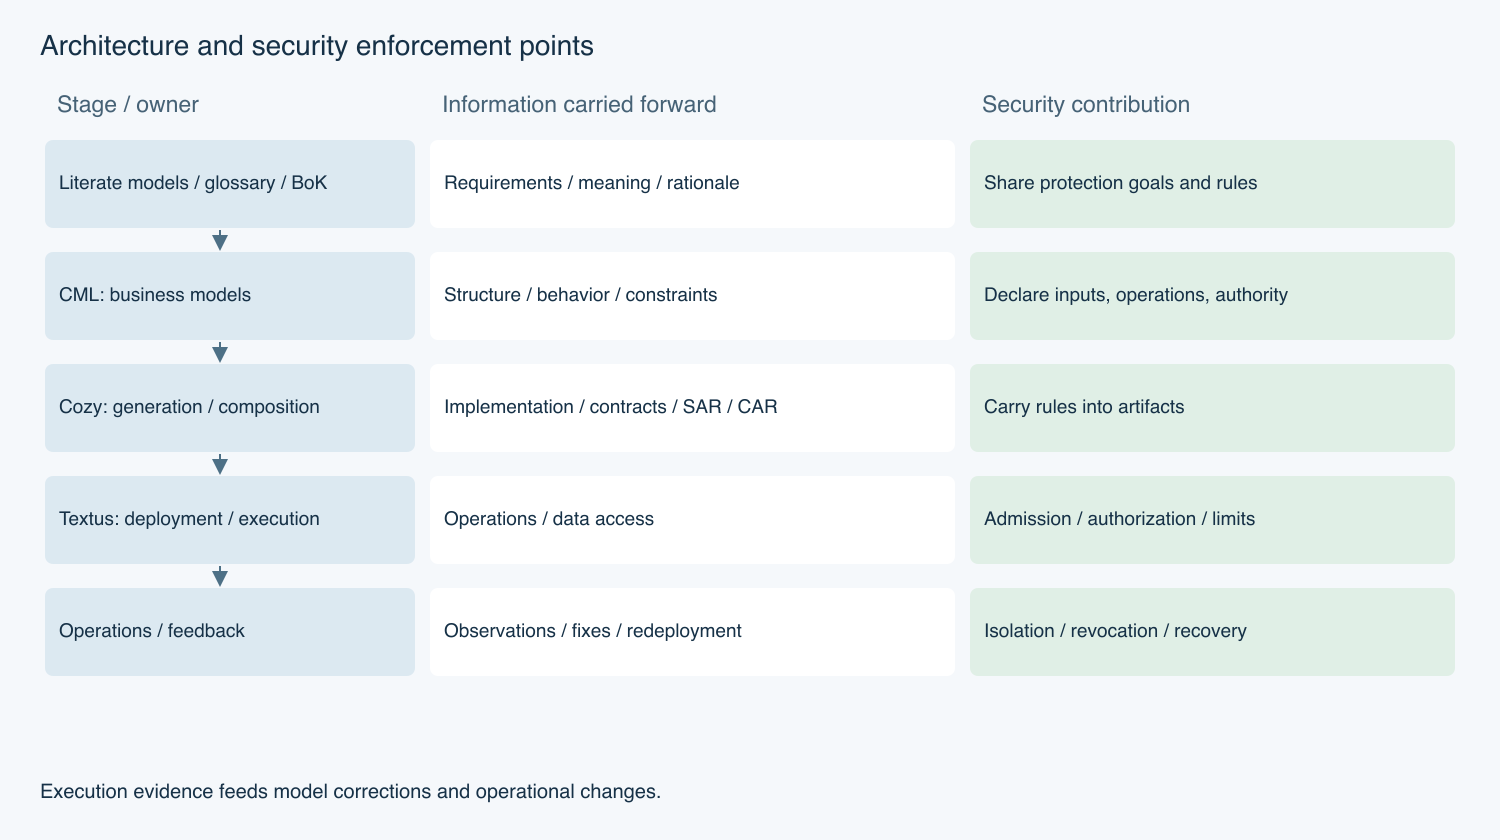 Architecture and security enforcement points
Stage / owner
Information carried forward
Security contribution
Literate models / glossary / BoK
Requirements / meaning / rationale
Share protection goals and rules
CML: business models
Structure / behavior / constraints
Declare inputs, operations, authority
Cozy: generation / composition
Implementation / contracts / SAR / CAR
Carry rules into artifacts
Textus: deployment / execution
Operations / data access
Admission / authorization / limits
Operations / feedback
Observations / fixes / redeployment
Isolation / revocation / recovery
Execution evidence feeds model corrections and operational changes.